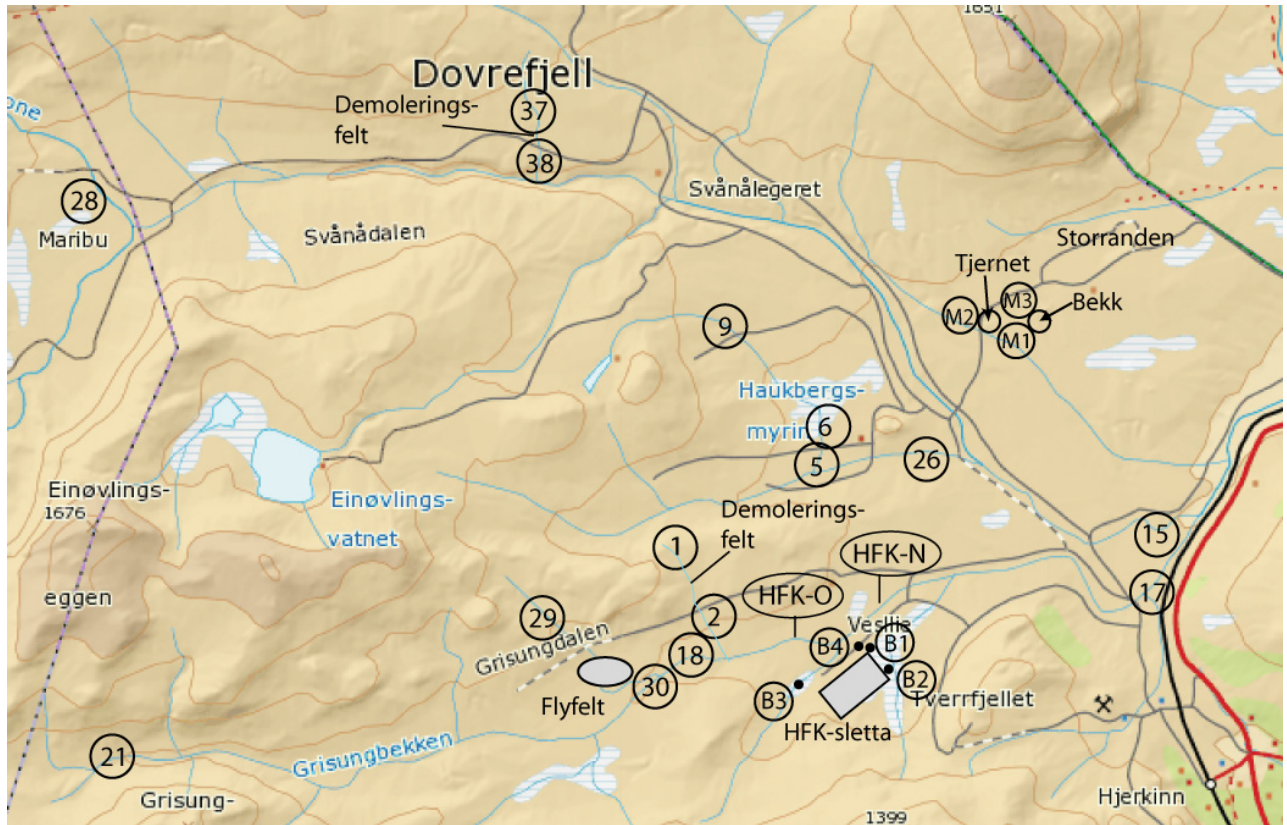 1651
Dovrefjell
37
Demolerings-
felt
38
one
28
Maribu
Svånådalen
Svånålegeret
Storranden
Tjernet
M3
Bekk
M2
M1
9
Haukbergs-
myrin
6
5
26
Einøvlings-
1676
eggen
Einøvlings-
vatnet
Demolerings-
felt
1
HFK-N
15
17
HFK-O
2
29
Grisungdalen
18
30
Flyfelt
Vesllie
B4
B1
B2
B3
HFK-sletta
Tverrfjellet
21
Grisungbekken
Grisung-
1399
Hjerkinn